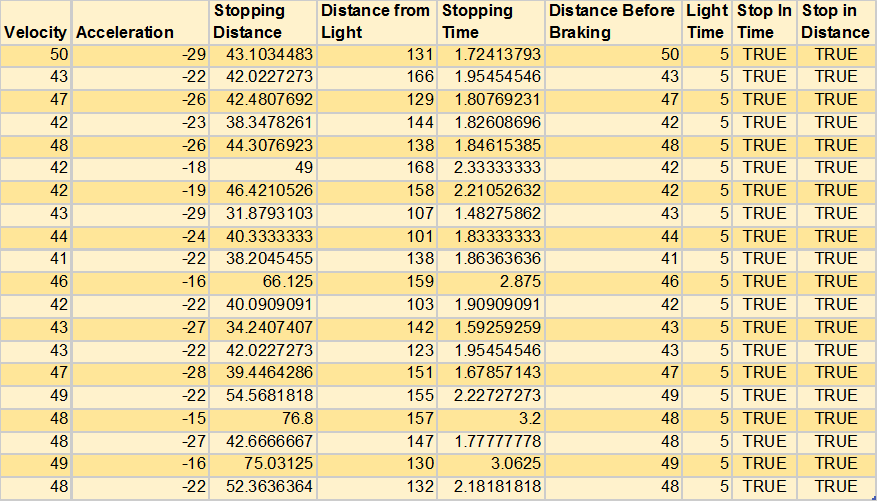 Velocity Acceleration Stopping Distance Distance from Light Stopping Time Distance Before Braking Light Time Stop In Time Stop in Distance
50 -29 43.1034483 131 1.72413793 50 5 TRUE TRUE
43 -22 42.0227273 166 1.95454546 43 5 TRUE TRUE
47 -26 42.4807692 129 1.80769231 47 5 TRUE TRUE
42 -23 38.3478261 144 1.82608696 42 5 TRUE TRUE
48 -26 44.3076923 138 1.84615385 48 5 TRUE TRUE
42 -18 49 168 2.33333333 42 5 TRUE TRUE
42 -19 46.4210526 158 2.21052632 42 5 TRUE TRUE
43 -29 31.8793103 107 1.48275862 43 5 TRUE TRUE
44 -24 40.3333333 101 1.83333333 44 5 TRUE TRUE
41 -22 38.2045455 138 1.86363636 41 5 TRUE TRUE
46 -16 66.125 159 2.875 46 5 TRUE TRUE
42 -22 40.0909091 103 1.90909091 42 5 TRUE TRUE
43 -27 34.2407407 142 1.59259259 43 5 TRUE TRUE
43 -22 42.0227273 123 1.95454546 43 5 TRUE TRUE
47 -28 39.4464286 151 1.67857143 47 5 TRUE TRUE
49 -22 54.5681818 155 2.22727273 49 5 TRUE TRUE
48 -15 76.8 157 3.2 48 5 TRUE TRUE
48 -27 42.6666667 147 1.77777778 48 5 TRUE TRUE
49 -16 75.03125 130 3.0625 49 5 TRUE TRUE
48 -22 52.3636364 132 2.18181818 48 5 TRUE TRUE